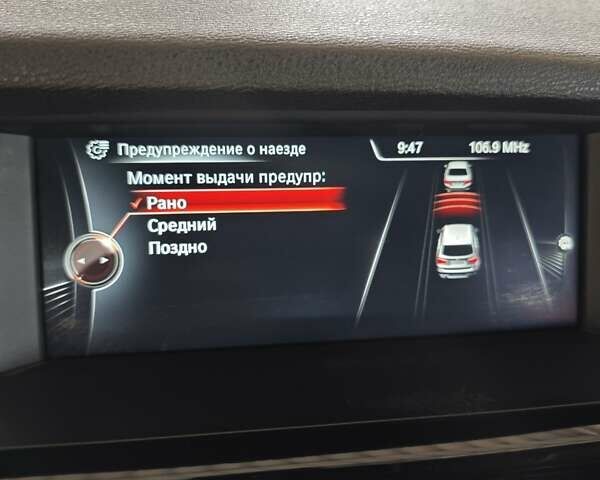 Предупреждение о наезде
9:47 106.9 MHz
Момент выдачи предупр:
✓ Рано
Средний
Поздно